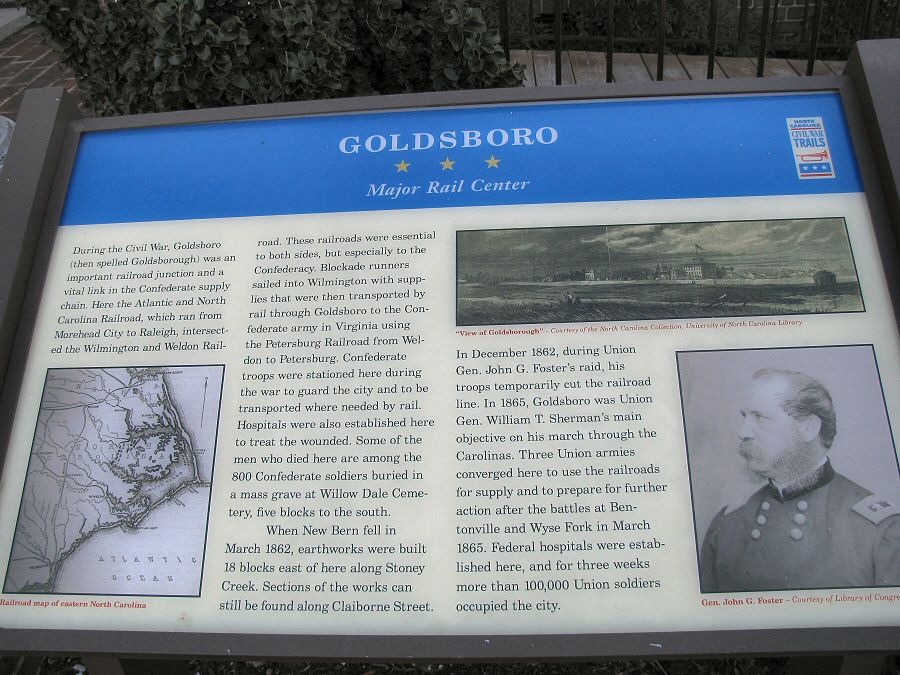 GOLDSBORO
Major Rail Center
NORTH
CAROLINA
CIVIL WAR
TRAILS
During the Civil War, Goldsboro
(then spelled Goldsborough) was an
important railroad junction and a
vital link in the Confederate supply
chain. Here the Atlantic and North
Carolina Railroad, which ran from
Morehead City to Raleigh, intersect-
ed the Wilmington and Weldon Rail-
road. These railroads were essential
to both sides, but especially to the
Confederacy. Blockade runners
sailed into Wilmington with supp-
lies that were then transported by
rail through Goldsboro to the Con-
federate army in Virginia using
the Petersburg Railroad from Wel-
don to Petersburg. Confederate
troops were stationed here during
the war to guard the city and to be
transported where needed by rail.
Hospitals were also established here
to treat the wounded. Some of the
men who died here are among the
800 Confederate soldiers buried in
a mass grave at Willow Dale Ceme-
tery, five blocks to the south.
When New Bern fell in
March 1862, earthworks were built
18 blocks east of here along Stoney
Creek. Sections of the works can
still be found along Claiborne Street.
ATLANTIC
OCEAN
Railroad map of eastern North Carolina
"View of Goldsborough" – Courtesy of the North Carolina Collection, University of North Carolina Library
In December 1862, during Union
Gen. John G. Foster's raid, his
troops temporarily cut the railroad
line. In 1865, Goldsboro was Union
Gen. William T. Sherman's main
objective on his march through the
Carolinas. Three Union armies
converged here to use the railroads
for supply and to prepare for further
action after the battles at Ben-
tonville and Wyse Fork in March
1865. Federal hospitals were estab-
lished here, and for three weeks
more than 100,000 Union soldiers
occupied the city.
Gen. John G. Foster – Courtesy of Library of Congre